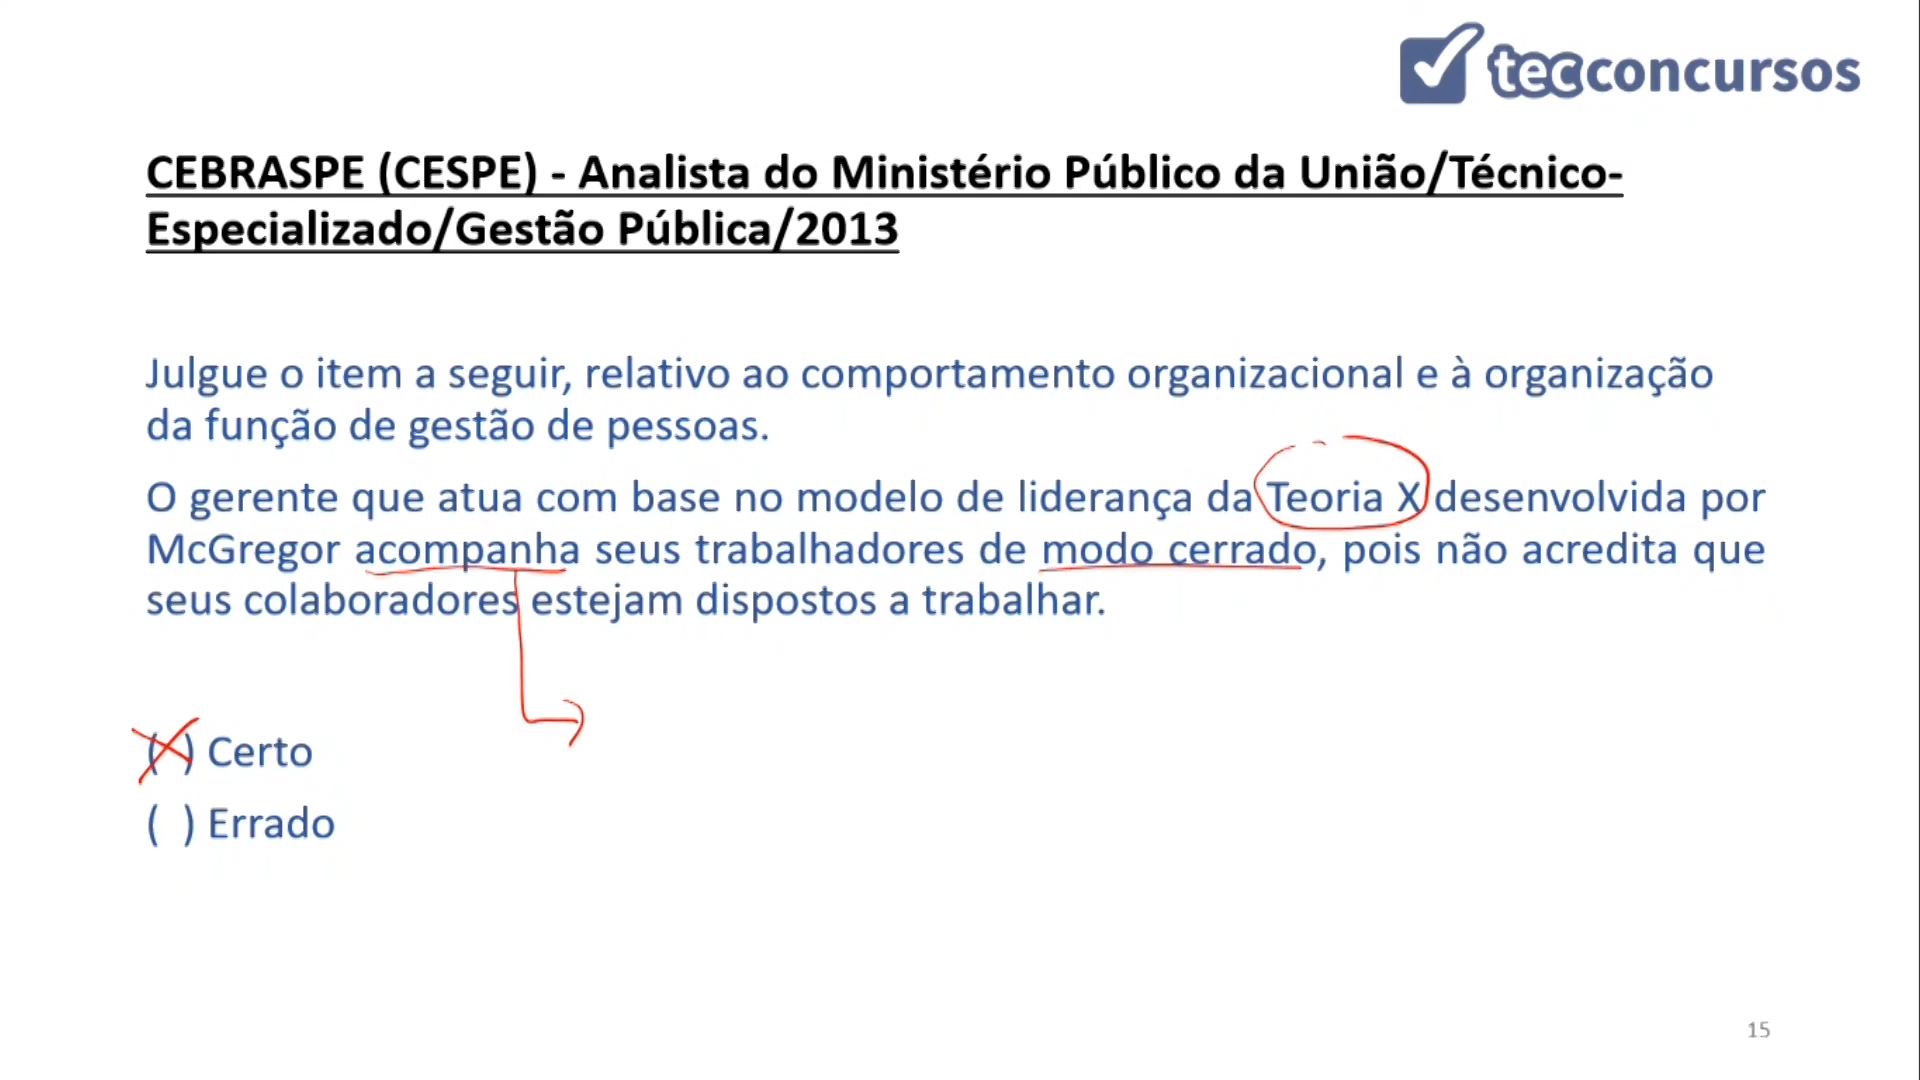 tecconcursos
CEBRASPE (CESPE) - Analista do Ministério Público da União/Técnico-
Especializado/Gestão Pública/2013
Julgue o item a seguir, relativo ao comportamento organizacional e à organização
da função de gestão de pessoas.
O gerente que atua com base no modelo de liderança da Teoria X desenvolvida por
McGregor acompanha seus trabalhadores de modo cerrado, pois não acredita que
seus colaboradores estejam dispostos a trabalhar.
( ) Certo
( ) Errado
15